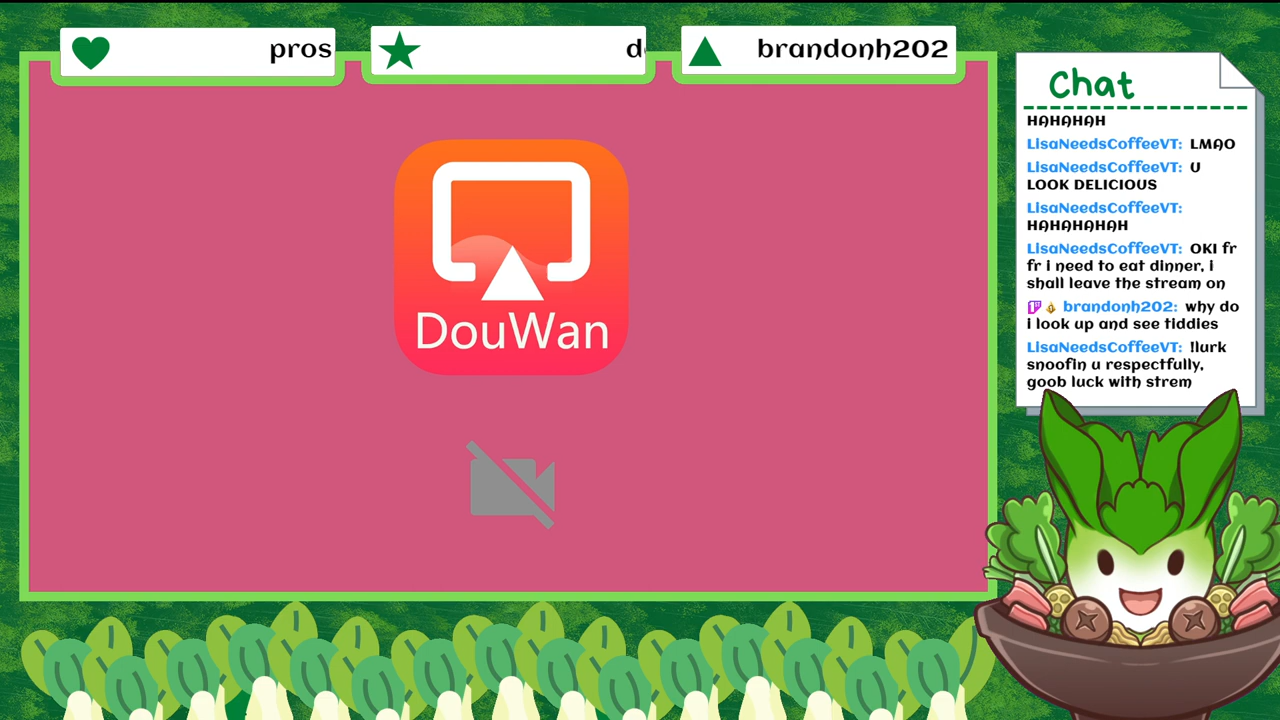 pros
brandonh202
Chat
HAHAHAH
LisaNeedsCoffeeVT: LMAO
LisaNeedsCoffeeVT: U
LOOK DELICIOUS
LisaNeedsCoffeeVT:
HAHAHAHAH
LisaNeedsCoffeeVT: OKI fr
fr i need to eat dinner, i
shall leave the stream on
brandonh202: why do
i look up and see tiddies
LisaNeedsCoffeeVT: !lurk
snoofin u respectfully,
goob luck with strem
DouWan